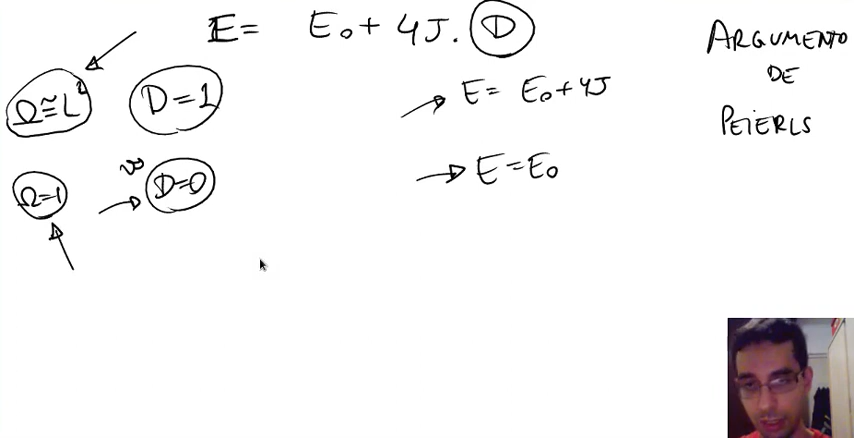 E = E₀ + 4J. D
Ω ≅ L² D = 1 → E = E₀ + 4J
Ω = 1 D = 0 → E = E₀
ARGUMENTO
DE
PEIERLS